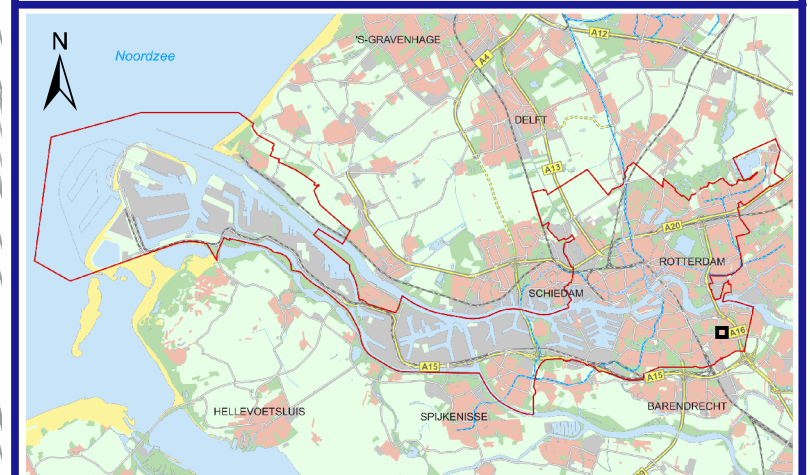 N
Noordzee
'S-GRAVENHAGE
A12
A4
DELFT
A13
A20
ROTTERDAM
SCHIEDAM
A16
A15
A15
HELLEVOETSLUIS
SPIJKENISSE
BARENDRECHT